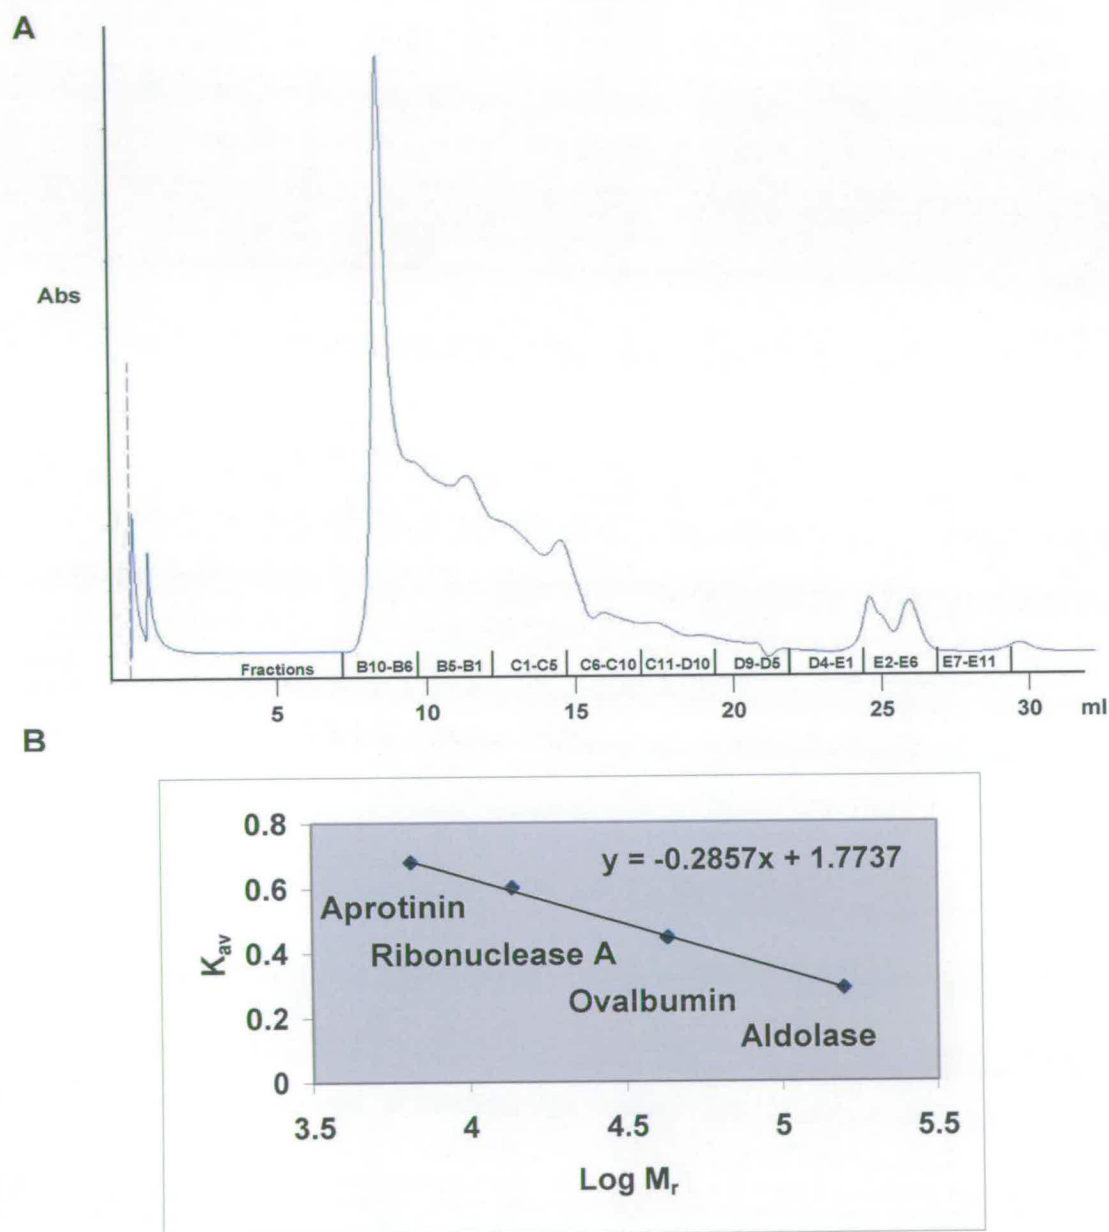 A
Abs
Fractions B10-B6 B5-B1 C1-C5 C6-C10 C11-D10 D9-D5 D4-E1 E2-E6 E7-E11
5 10 15 20 25 30 ml
B
0.8
y = -0.2857x + 1.7737
0.6
Aprotinin
Kav
0.4
Ribonuclease A
Ovalbumin
0.2
Aldolase
0
3.5 4 4.5 5 5.5
Log Mr